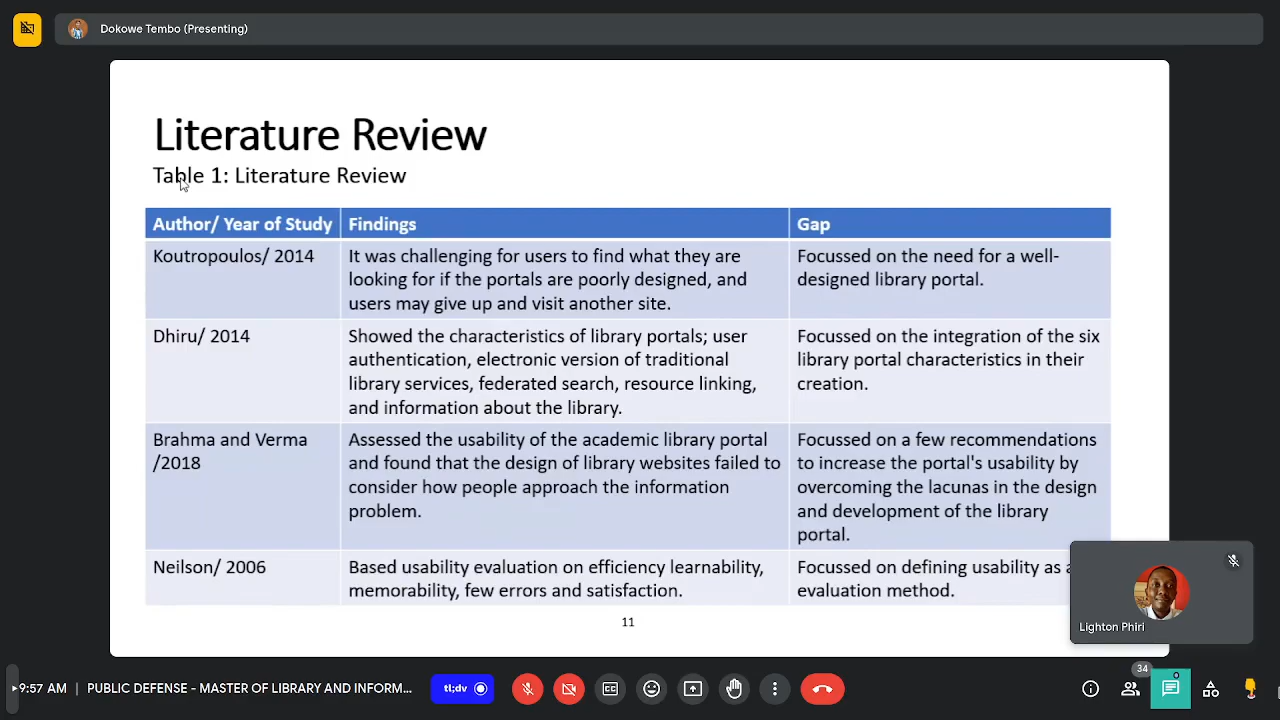 Dokowe Tembo (Presenting)
Literature Review
Table 1: Literature Review
Author/ Year of Study
Findings
Gap
Koutropoulos/ 2014
It was challenging for users to find what they are
looking for if the portals are poorly designed, and
users may give up and visit another site.
Focussed on the need for a well-
designed library portal.
Dhiru/ 2014
Showed the characteristics of library portals; user
authentication, electronic version of traditional
library services, federated search, resource linking,
and information about the library.
Focussed on the integration of the six
library portal characteristics in their
creation.
Brahma and Verma
/2018
Assessed the usability of the academic library portal
and found that the design of library websites failed to
consider how people approach the information
problem.
Focussed on a few recommendations
to increase the portal's usability by
overcoming the lacunas in the design
and development of the library
portal.
Neilson/ 2006
Based usability evaluation on efficiency learnability,
memorability, few errors and satisfaction.
Focussed on defining usability as a
evaluation method.
11
Lighton Phiri
9:57 AM | PUBLIC DEFENSE - MASTER OF LIBRARY AND INFORM...
tl;dv
CC
34
0